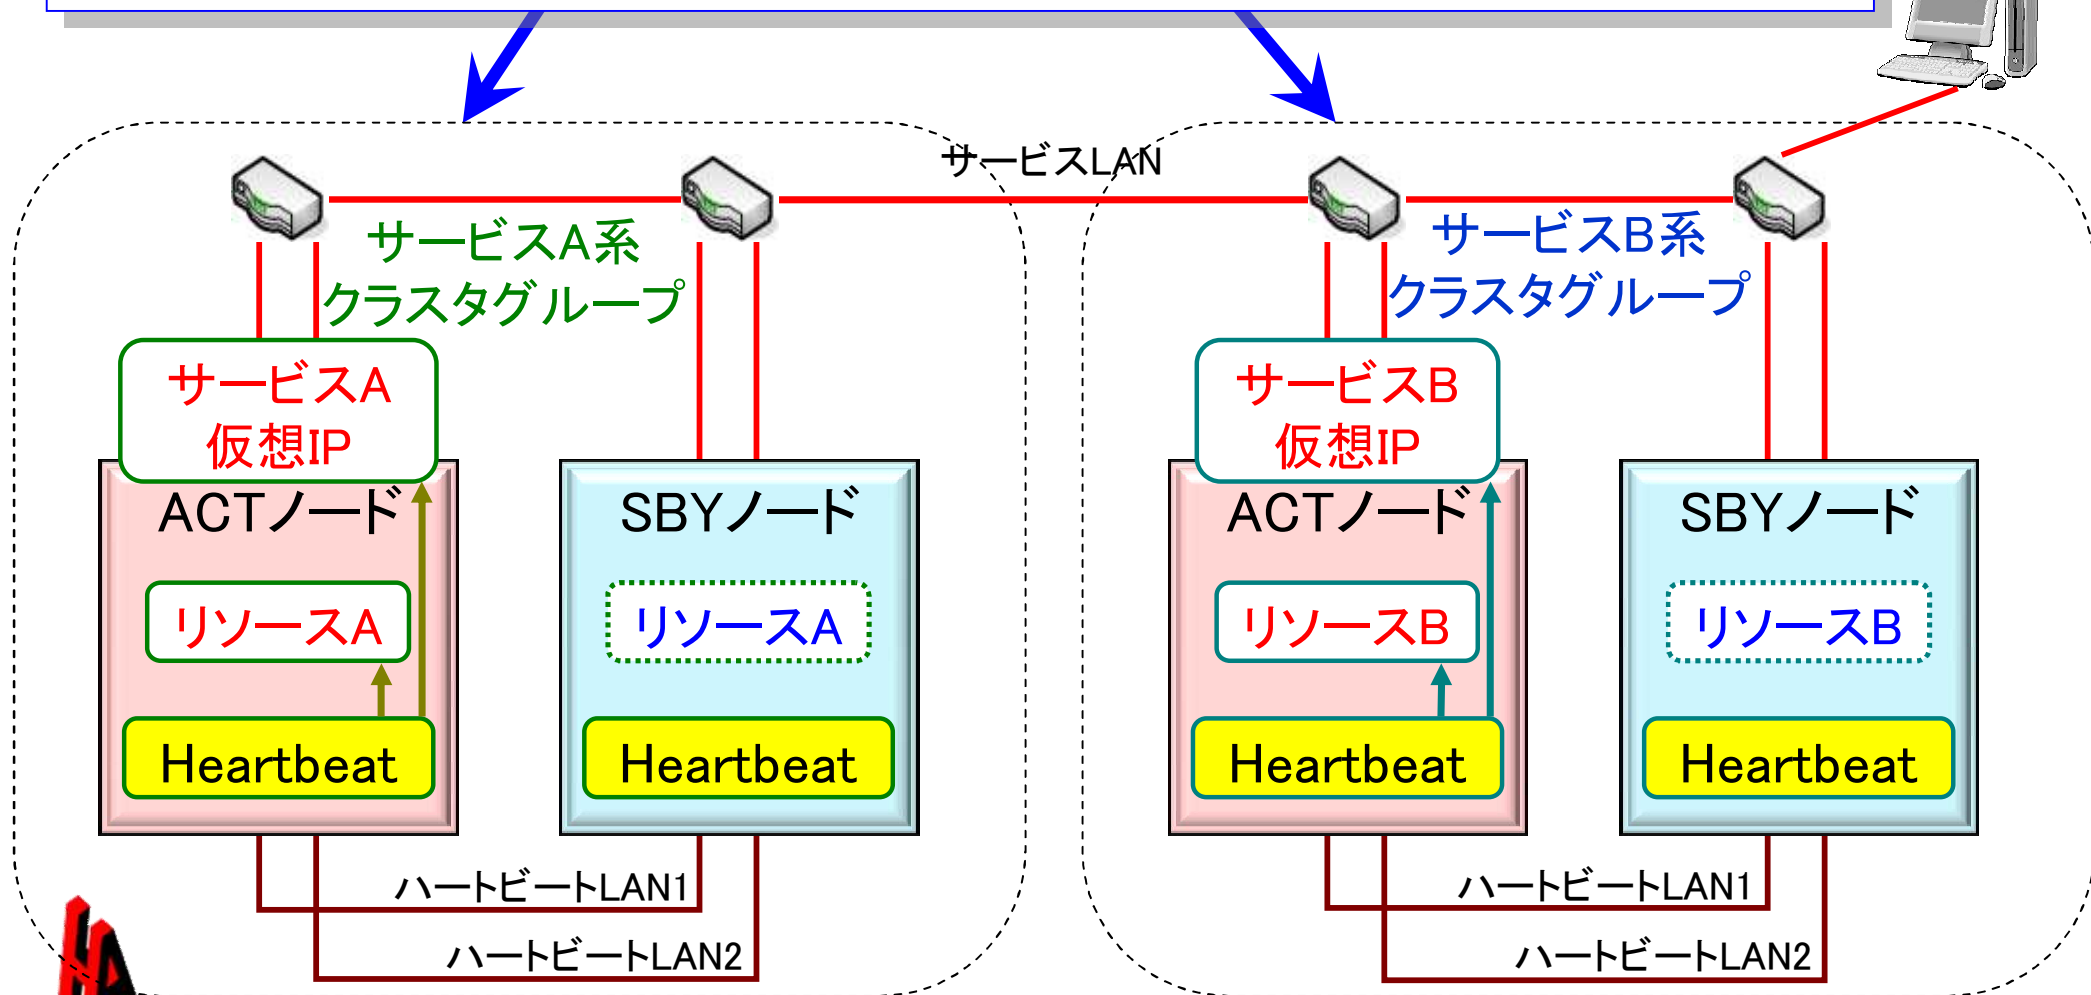 サービスLAN
サービスA系
クラスタグループ
サービスA
仮想IP
ACTノード
リソースA
Heartbeat
SBYノード
リソースA
Heartbeat
ハートビートLAN1
ハートビートLAN2
サービスB系
クラスタグループ
サービスB
仮想IP
ACTノード
リソースB
Heartbeat
SBYノード
リソースB
Heartbeat
ハートビートLAN1
ハートビートLAN2